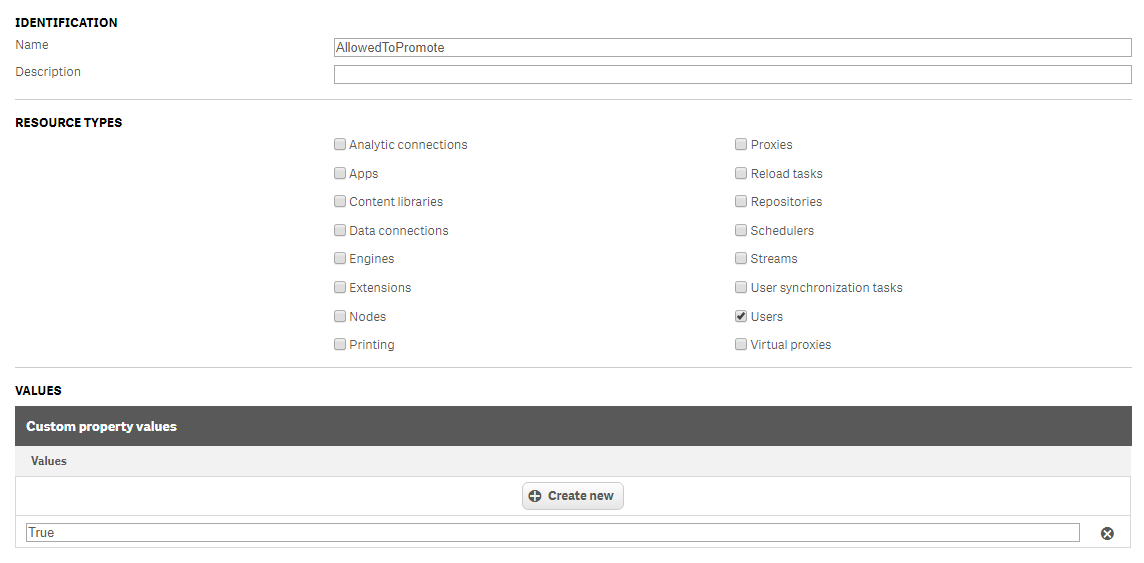 IDENTIFICATION
Name
AllowedToPromote
Description
RESOURCE TYPES
Analytic connections
Proxies
Apps
Reload tasks
Content libraries
Repositories
Data connections
Schedulers
Engines
Streams
Extensions
User synchronization tasks
Nodes
Users
Printing
Virtual proxies
VALUES
Custom property values
Values
Create new
True